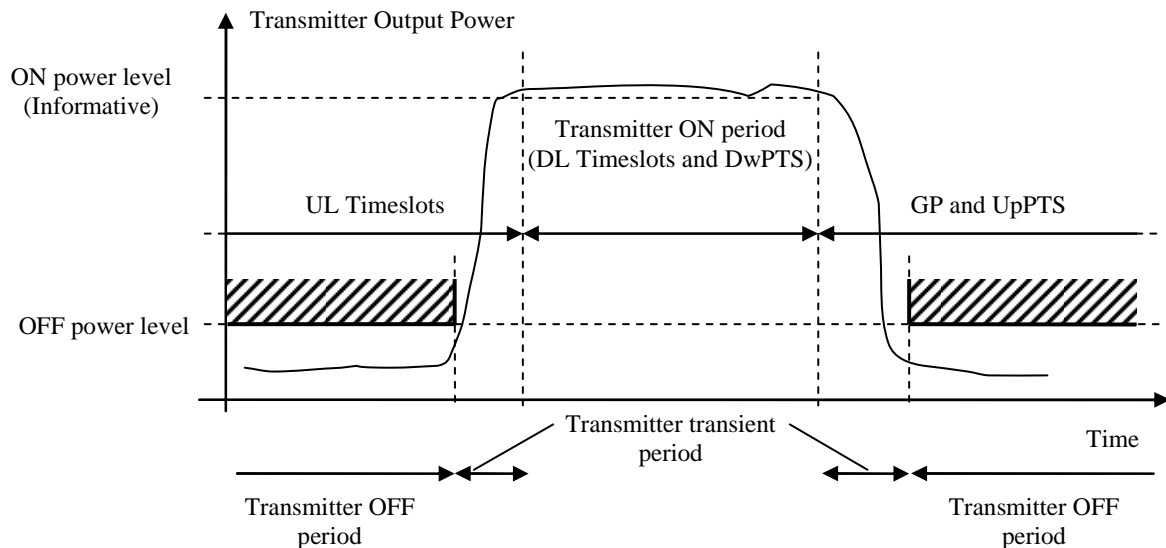 Transmitter Output Power
ON power level
(Informative)
Transmitter ON period
(DL Timeslots and DwPTS)
UL Timeslots
GP and UpPTS
OFF power level
Transmitter transient
period
Time
Transmitter OFF
period
Transmitter OFF
period